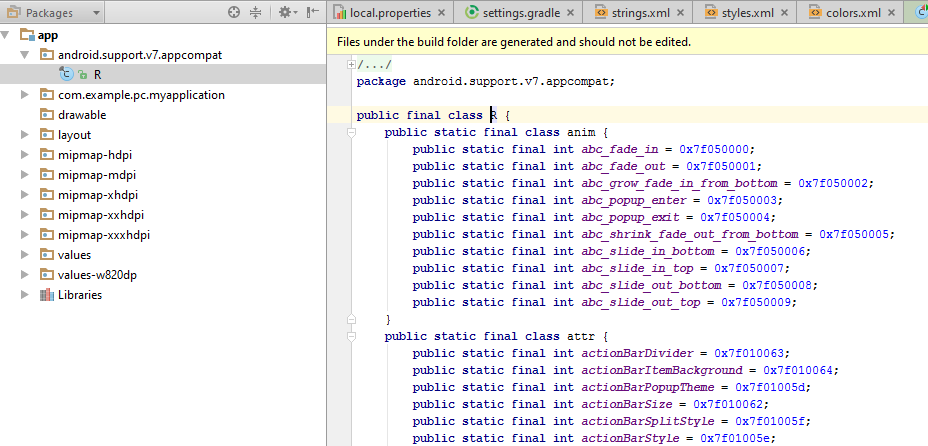 Packages
local.properties
settings.gradle
strings.xml
styles.xml
colors.xml
app
android.support.v7.appcompat
R
com.example.pc.myapplication
drawable
layout
mipmap-hdpi
mipmap-mdpi
mipmap-xhdpi
mipmap-xxhdpi
mipmap-xxxhdpi
values
values-w820dp
Libraries
Files under the build folder are generated and should not be edited.
/.../
package android.support.v7.appcompat;
public final class R {
public static final class anim {
public static final int abc_fade_in = 0x7f050000;
public static final int abc_fade_out = 0x7f050001;
public static final int abc_grow_fade_in_from_bottom = 0x7f050002;
public static final int abc_popup_enter = 0x7f050003;
public static final int abc_popup_exit = 0x7f050004;
public static final int abc_shrink_fade_out_from_bottom = 0x7f050005;
public static final int abc_slide_in_bottom = 0x7f050006;
public static final int abc_slide_in_top = 0x7f050007;
public static final int abc_slide_out_bottom = 0x7f050008;
public static final int abc_slide_out_top = 0x7f050009;
}
public static final class attr {
public static final int actionBarDivider = 0x7f010063;
public static final int actionBarItemBackground = 0x7f010064;
public static final int actionBarPopupTheme = 0x7f01005d;
public static final int actionBarSize = 0x7f010062;
public static final int actionBarSplitStyle = 0x7f01005f;
public static final int actionBarStyle = 0x7f01005e;